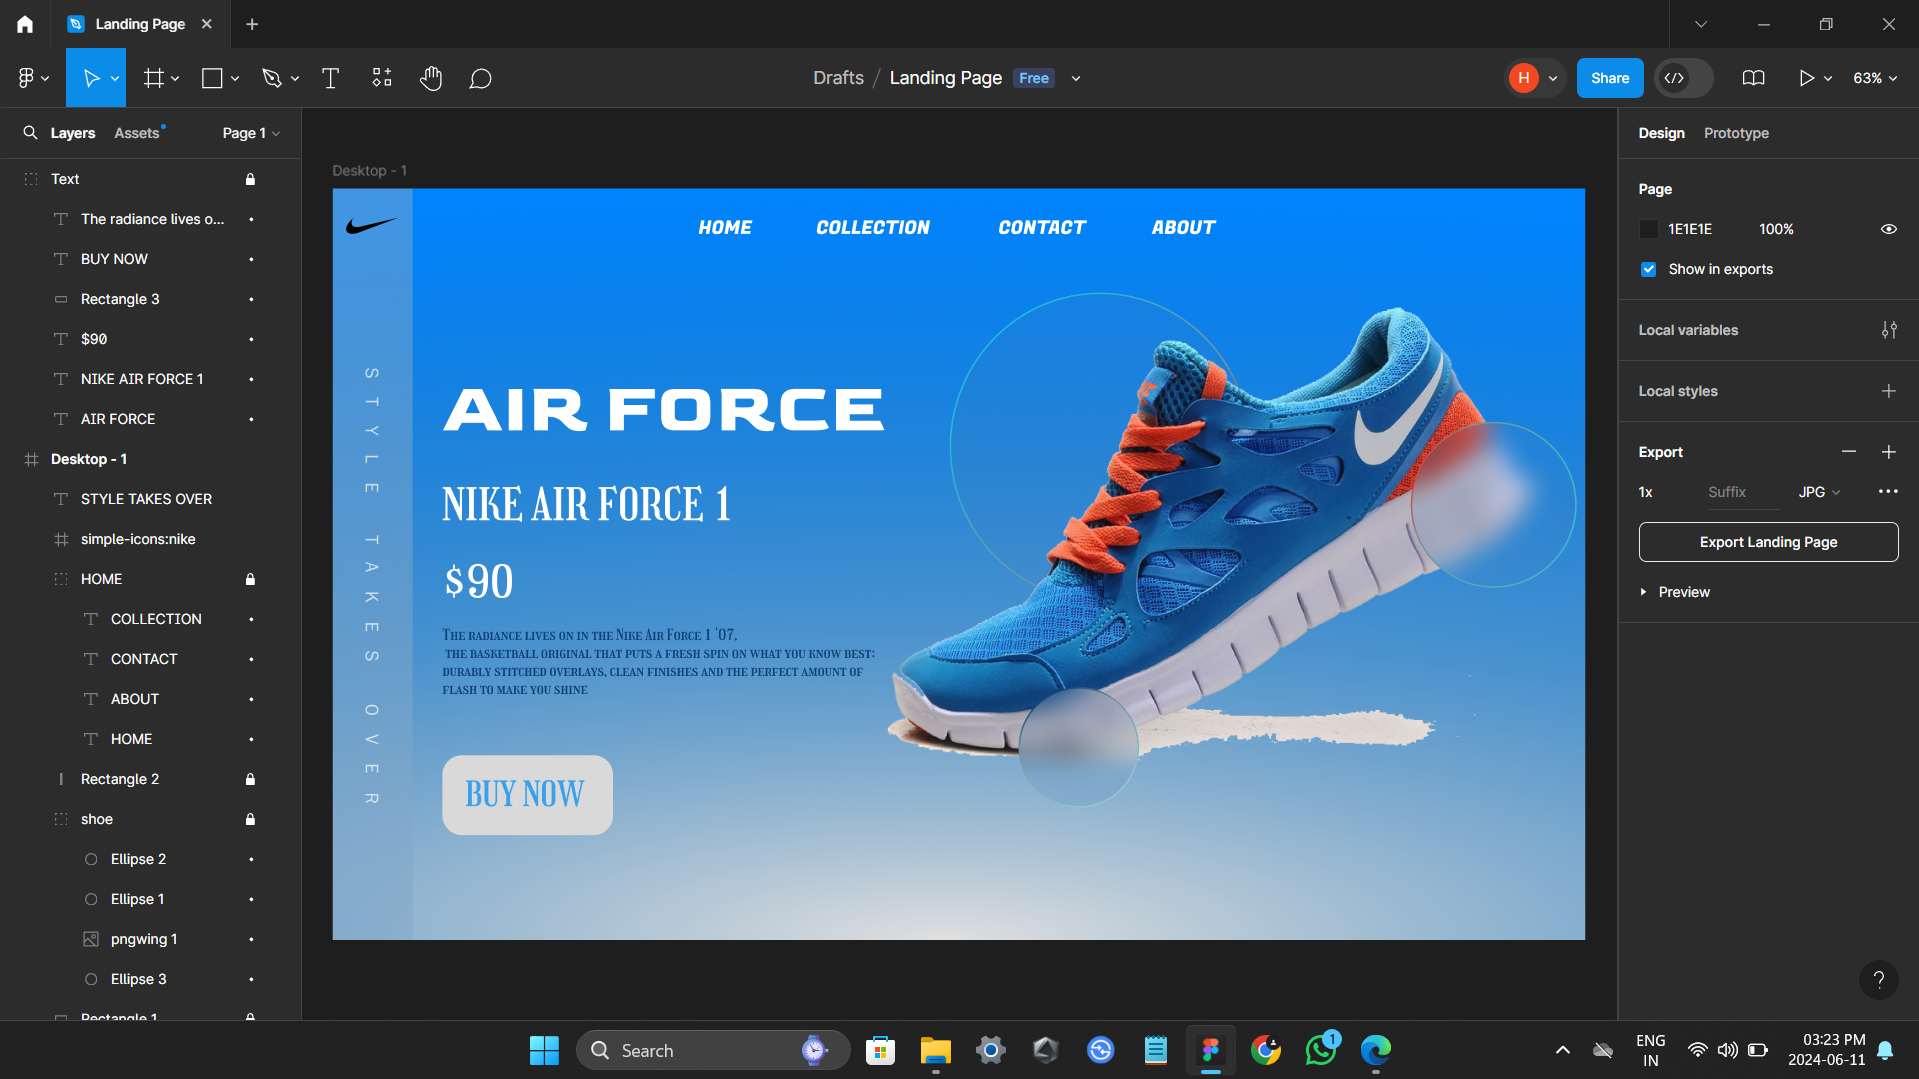 Landing Page
Drafts / Landing Page Free
H
Share
63%
Layers
Assets
Page 1
Text
The radiance lives o...
BUY NOW
Rectangle 3
$90
NIKE AIR FORCE 1
AIR FORCE
Desktop - 1
STYLE TAKES OVER
simple-icons:nike
HOME
COLLECTION
CONTACT
ABOUT
HOME
Rectangle 2
shoe
Ellipse 2
Ellipse 1
pngwing 1
Ellipse 3
Rectangle 1
Desktop - 1
HOME
COLLECTION
CONTACT
ABOUT
STYLE TAKES OVER
AIR FORCE
NIKE AIR FORCE 1
$90
The radiance lives on in the Nike Air Force 1 '07,
the basketball original that puts a fresh spin on what you know best:
durably stitched overlays, clean finishes and the perfect amount of
flash to make you shine
BUY NOW
Design
Prototype
Page
1E1E1E
100%
Show in exports
Local variables
Local styles
Export
1x
Suffix
JPG
Export Landing Page
Preview
?
Search
1
ENG
IN
03:23 PM
2024-06-11